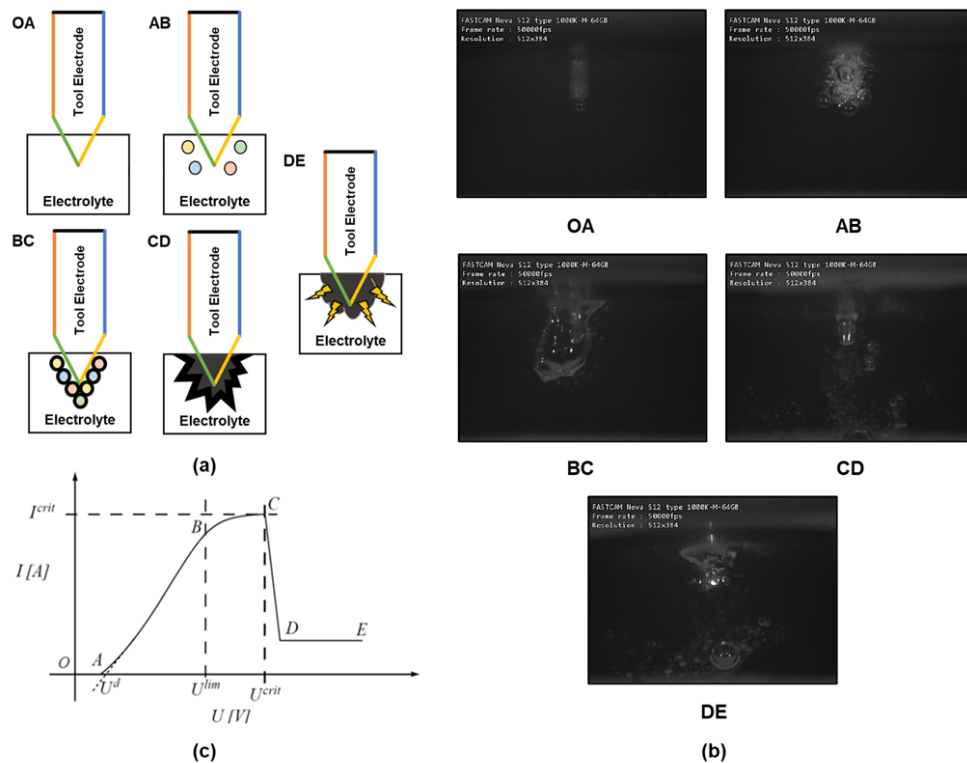 OA
Tool Electrode
Electrolyte
AB
Tool Electrode
Electrolyte
DE
Tool Electrode
Electrolyte
BC
Tool Electrode
Electrolyte
CD
Tool Electrode
Electrolyte
(a)
FASTCAM Nova S12 type 1000K-M-64GB
Frame rate : 50000fps
Resolution : 512x384
OA
FASTCAM Nova S12 type 1000K-M-64GB
Frame rate : 50000fps
Resolution : 512x384
AB
FASTCAM Nova S12 type 1000K-M-64GB
Frame rate : 50000fps
Resolution : 512x384
BC
FASTCAM Nova S12 type 1000K-M-64GB
Frame rate : 50000fps
Resolution : 512x384
CD
FASTCAM Nova S12 type 1000K-M-64GB
Frame rate : 50000fps
Resolution : 512x384
DE
(b)
I^crit
I [A]
B
C
D
E
O
A
U^d
U^lim
U^crit
U [V]
(c)